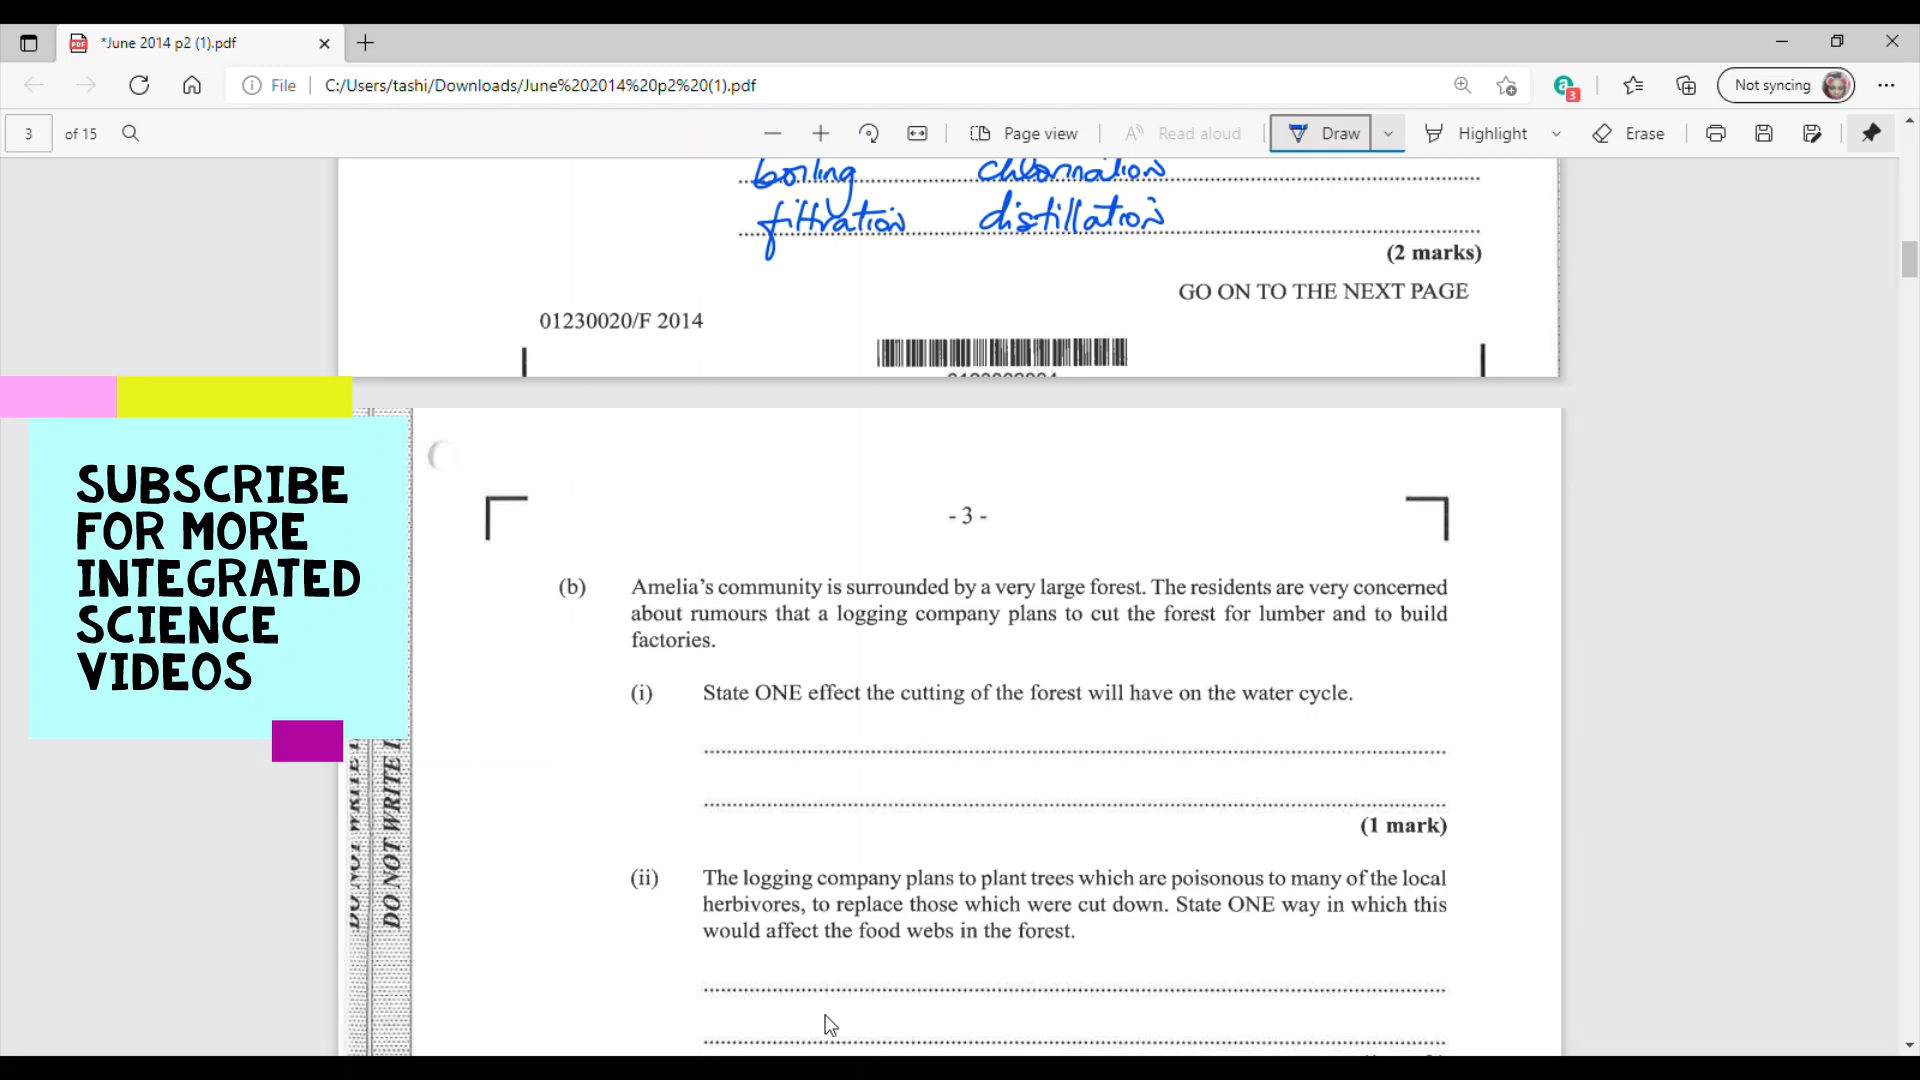 *June 2014 p2 (1).pdf
File
C:/Users/tashi/Downloads/June%202014%20p2%20(1).pdf
a
3
Not syncing
3 of 15
Page view
Read aloud
Draw
Highlight
Erase
boiling chlorination
filtration distillation
(2 marks)
GO ON TO THE NEXT PAGE
01230020/F 2014
SUBSCRIBE
FOR MORE
INTEGRATED
SCIENCE
VIDEOS
DO NOT WRITE
- 3 -
(b) Amelia's community is surrounded by a very large forest. The residents are very concerned
about rumours that a logging company plans to cut the forest for lumber and to build
factories.
(i) State ONE effect the cutting of the forest will have on the water cycle.
(1 mark)
(ii) The logging company plans to plant trees which are poisonous to many of the local
herbivores, to replace those which were cut down. State ONE way in which this
would affect the food webs in the forest.